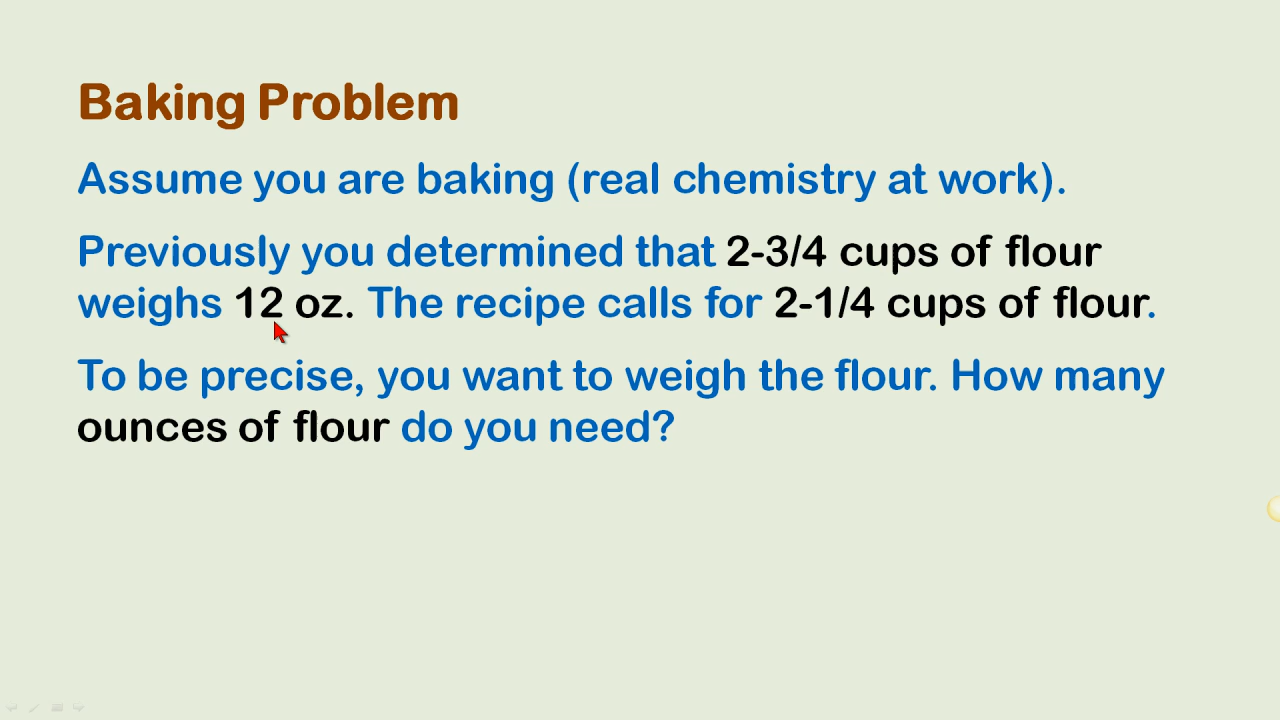 Baking Problem
Assume you are baking (real chemistry at work).
Previously you determined that 2-3/4 cups of flour
weighs 12 oz. The recipe calls for 2-1/4 cups of flour.
To be precise, you want to weigh the flour. How many
ounces of flour do you need?